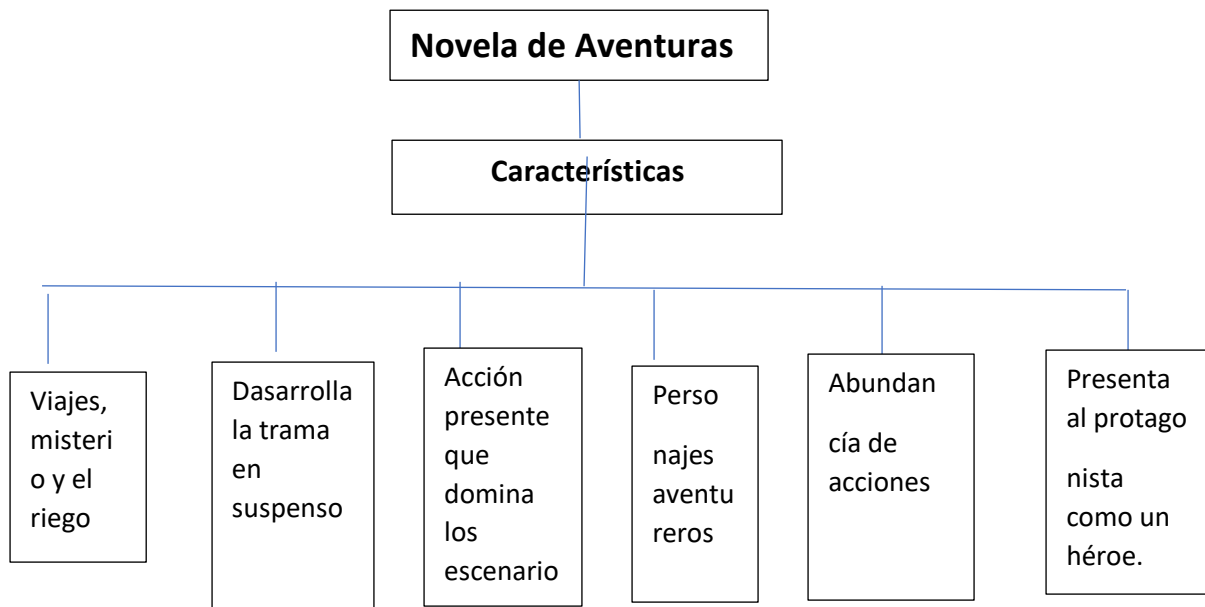 Novela de Aventuras
Características
Viajes,
misteri
o y el
riego
Dasarrolla
la trama
en
suspenso
Acción
presente
que
domina
los
escenario
Perso
najes
aventu
reros
Abundan
cía de
acciones
Presenta
al protago
nista
como un
héroe.